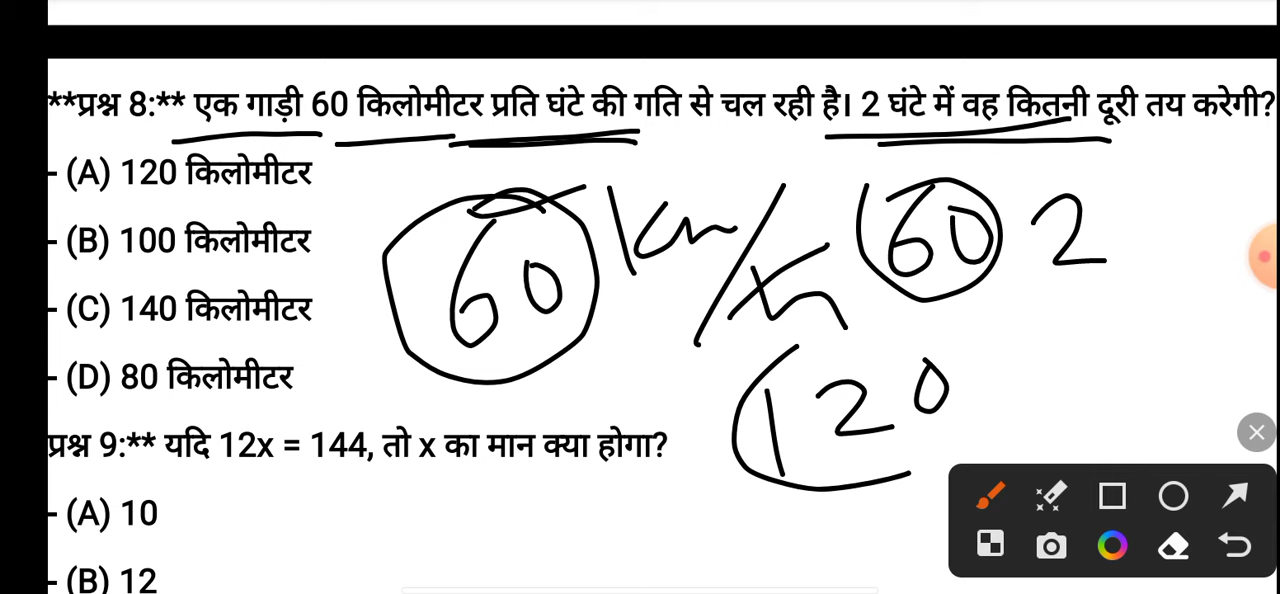 **प्रश्न 8:** एक गाड़ी 60 किलोमीटर प्रति घंटे की गति से चल रही है। 2 घंटे में वह कितनी दूरी तय करेगी?
- (A) 120 किलोमीटर
- (B) 100 किलोमीटर
- (C) 140 किलोमीटर
- (D) 80 किलोमीटर
60 km/h 60 2
120
प्रश्न 9:** यदि 12x = 144, तो x का मान क्या होगा?
- (A) 10
- (B) 12